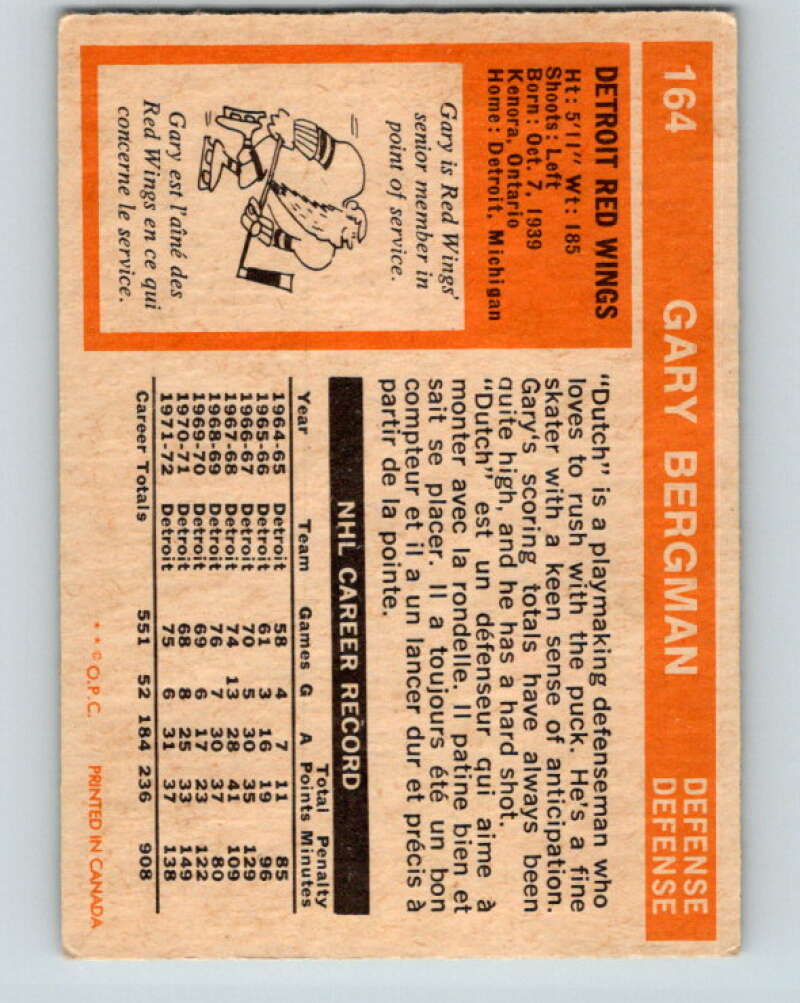 164 GARY BERGMAN DEFENSE
DEFENSE
DETROIT RED WINGS
Ht: 5'11" Wt: 185
Shoots: Left
Born: Oct. 7, 1939
Kenora, Ontario
Home: Detroit, Michigan
Gary is Red Wings'
senior member in
point of service.
Gary est l'aîné des
Red Wings en ce qui
concerne le service.
"Dutch" is a playmaking defenseman who
loves to rush with the puck. He's a fine
skater with a keen sense of anticipation.
Gary's scoring totals have always been
quite high, and he has a hard shot.
"Dutch" est un défenseur qui aime à
monter avec la rondelle. Il patine bien et
sait se placer. Il a toujours été un bon
compteur et il a un lancer dur et précis à
partir de la pointe.
NHL CAREER RECORD
Total Penalty
Year Team Games G A Points Minutes
1964-65 Detroit 58 4 7 11 85
1965-66 Detroit 61 3 16 19 96
1966-67 Detroit 70 5 30 35 129
1967-68 Detroit 74 13 28 41 109
1968-69 Detroit 76 7 30 37 80
1969-70 Detroit 69 6 17 23 122
1970-71 Detroit 68 8 25 33 149
1971-72 Detroit 75 6 31 37 138
Career Totals 551 52 184 236 908
* * © O.P.C. PRINTED IN CANADA